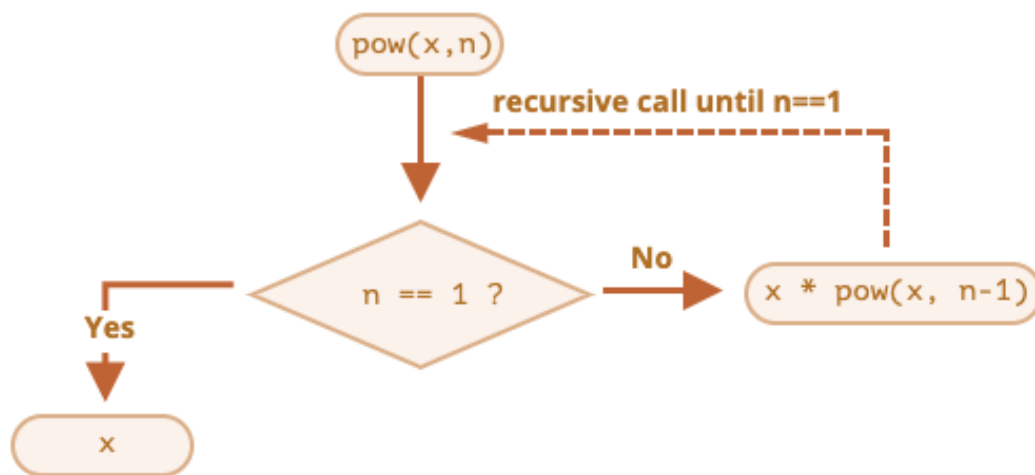 pow(x,n)
recursive call until n==1
n == 1 ?
No
x * pow(x, n-1)
Yes
x